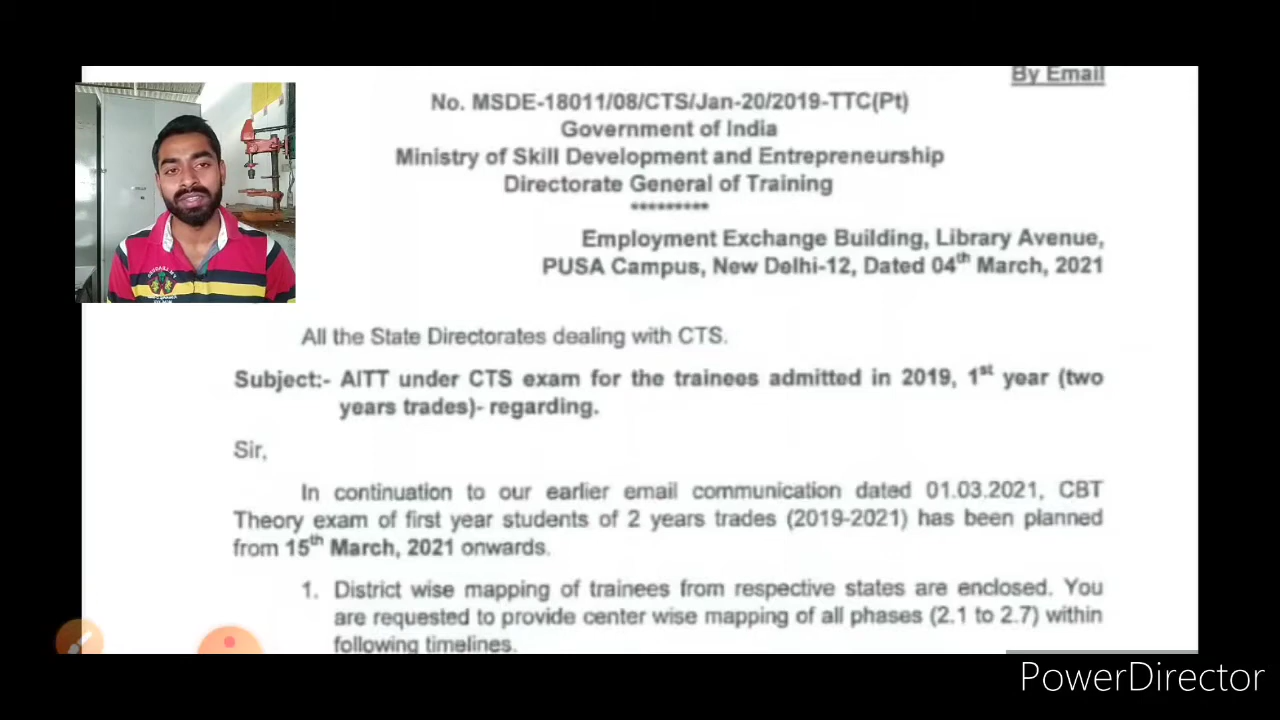 By Email
No. MSDE-18011/08/CTS/Jan-20/2019-TTC(Pt)
Government of India
Ministry of Skill Development and Entrepreneurship
Directorate General of Training
*********
Employment Exchange Building, Library Avenue,
PUSA Campus, New Delhi-12, Dated 04th March, 2021
All the State Directorates dealing with CTS.
Subject:- AITT under CTS exam for the trainees admitted in 2019, 1st year (two
years trades)- regarding.
Sir,
In continuation to our earlier email communication dated 01.03.2021, CBT
Theory exam of first year students of 2 years trades (2019-2021) has been planned
from 15th March, 2021 onwards.
1. District wise mapping of trainees from respective states are enclosed. You
are requested to provide center wise mapping of all phases (2.1 to 2.7) within
following timelines.
PowerDirector